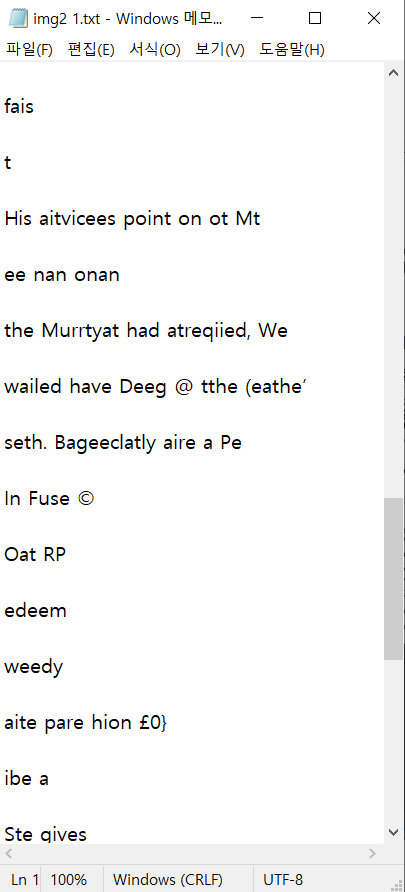 img2 1.txt - Windows 메모...
파일(F) 편집(E) 서식(O) 보기(V) 도움말(H)
fais
t
His aitvicees point on ot Mt
ee nan onan
the Murrtyat had atreqiied, We
wailed have Deeg @ tthe (eathe’
seth. Bageeclatly aire a Pe
In Fuse ©
Oat RP
edeem
weedy
aite pare hion £0}
ibe a
Ste gives
Ln 1 100% Windows (CRLF) UTF-8